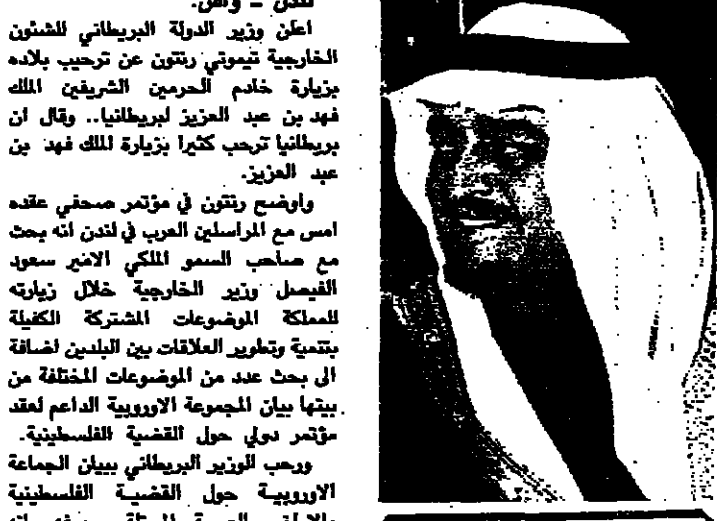 لندن - واس.
اعلن وزير الدولة البريطاني للشئون
الخارجية تيموثي رنتون عن ترحيب بلاده
بزيارة خادم الحرمين الشريفين الملك
فهد بن عبد العزيز لبريطانيا.. وقال ان
بريطانيا ترحب كثيرا بزيارة الملك فهد بن
عبد العزيز.
واوضح رنتون في مؤتمر صحفي عقده
امس مع المراسلين العرب في لندن انه بحث
مع صاحب السمو الملكي الامير سعود
الفيصل وزير الخارجية خلال زيارته
للمملكة الموضوعات المشتركة الكفيلة
بتنمية وتطوير العلاقات بين البلدين اضافة
الى بحث عدد من الموضوعات المختلفة من
بينها بيان المجموعة الاوروبية الداعم لعقد
مؤتمر دولي حول القضية الفلسطينية.
ورحب الوزير البريطاني ببيان الجماعة
الاوروبية حول القضية الفلسطينية